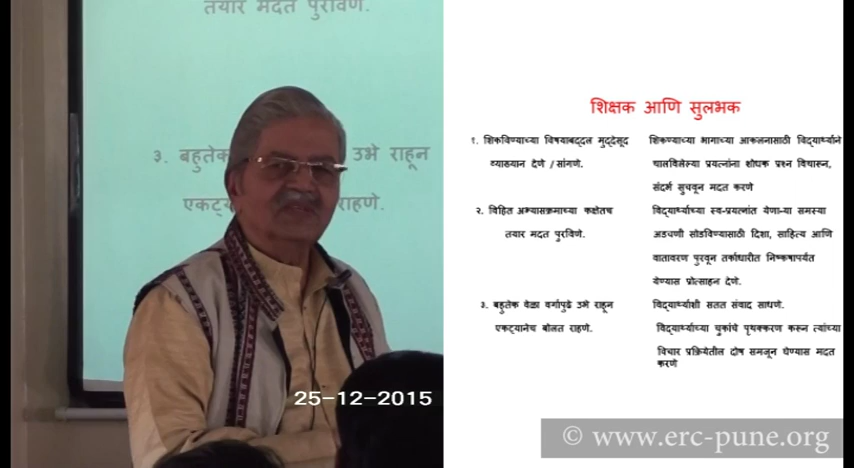 तयार मदत पुरविणे.
३. बहुतेक उभे राहून
राहणे.
25-12-2015
शिक्षक आणि सुलभक
१. शिकविण्याच्या विषयाबद्दल मुद्देसूद
व्याख्यान देणे / सांगणे.
शिकण्याच्या भागाच्या आकलनासाठी विद्यार्थ्याने
चालविलेल्या प्रयत्नांना शोधक प्रश्न विचारून,
संदर्भ सुचवून मदत करणे
२. विहित अभ्यासक्रमाच्या कक्षेतच
तयार मदत पुरविणे.
विद्यार्थ्याच्या स्व-प्रयत्नांत येणा-या समस्या
अडचणी सोडविण्यासाठी दिशा, साहित्य आणि
वातावरण पुरवून तर्काधारीत निष्कषापर्यंत
येण्यास प्रोत्साहन देणे.
३. बहुतेक वेळा वर्गापुढे उभे राहून
एकट्यानेच बोलत राहणे.
विद्यार्थ्याशी सतत संवाद साधणे.
विद्यार्थ्याच्या चुकांचे पृथक्करण करून त्यांच्या
विचार प्रक्रियेतील दोष समजून घेण्यास मदत
करणे
© www.erc-pune.org